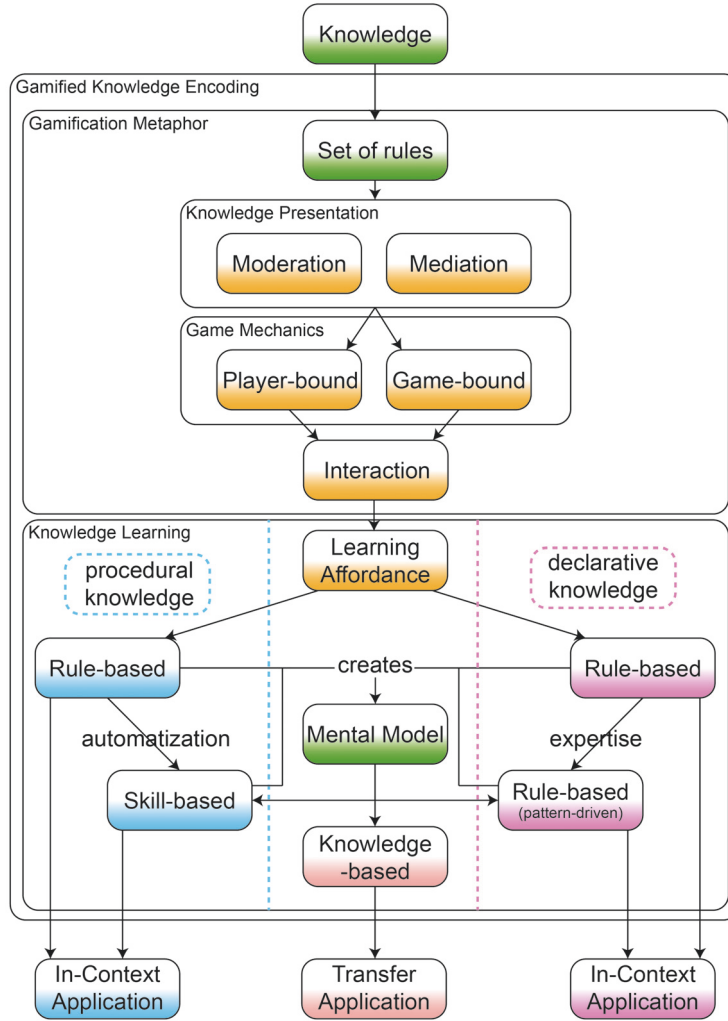 Knowledge
Gamified Knowledge Encoding
Gamification Metaphor
Set of rules
Knowledge Presentation
Moderation
Mediation
Game Mechanics
Player-bound
Game-bound
Interaction
Knowledge Learning
Learning
Affordance
procedural
knowledge
declarative
knowledge
Rule-based
creates
Rule-based
Mental Model
automatization
expertise
Skill-based
Rule-based
(pattern-driven)
Knowledge
-based
In-Context
Application
Transfer
Application
In-Context
Application